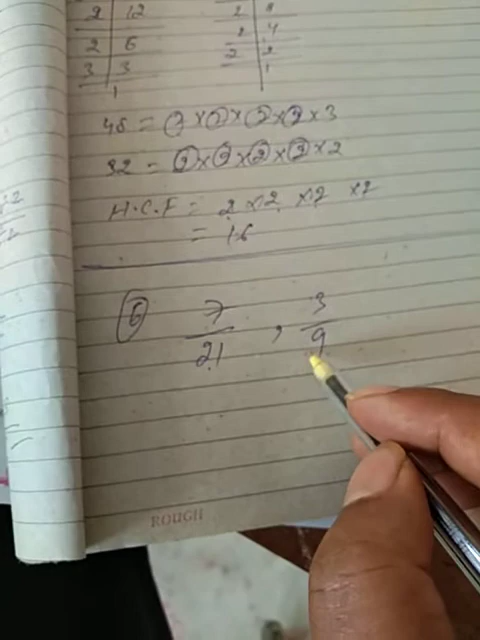 2 | 12 2 | 8
2 | 6 2 | 4
3 | 3 2 | 2
1 1
48 = 2 × 2 × 2 × 2 × 3
32 = 2 × 2 × 2 × 2 × 2
H.C.F = 2 × 2 × 2 × 2
= 16
6 7/21 , 3/9
ROUGH